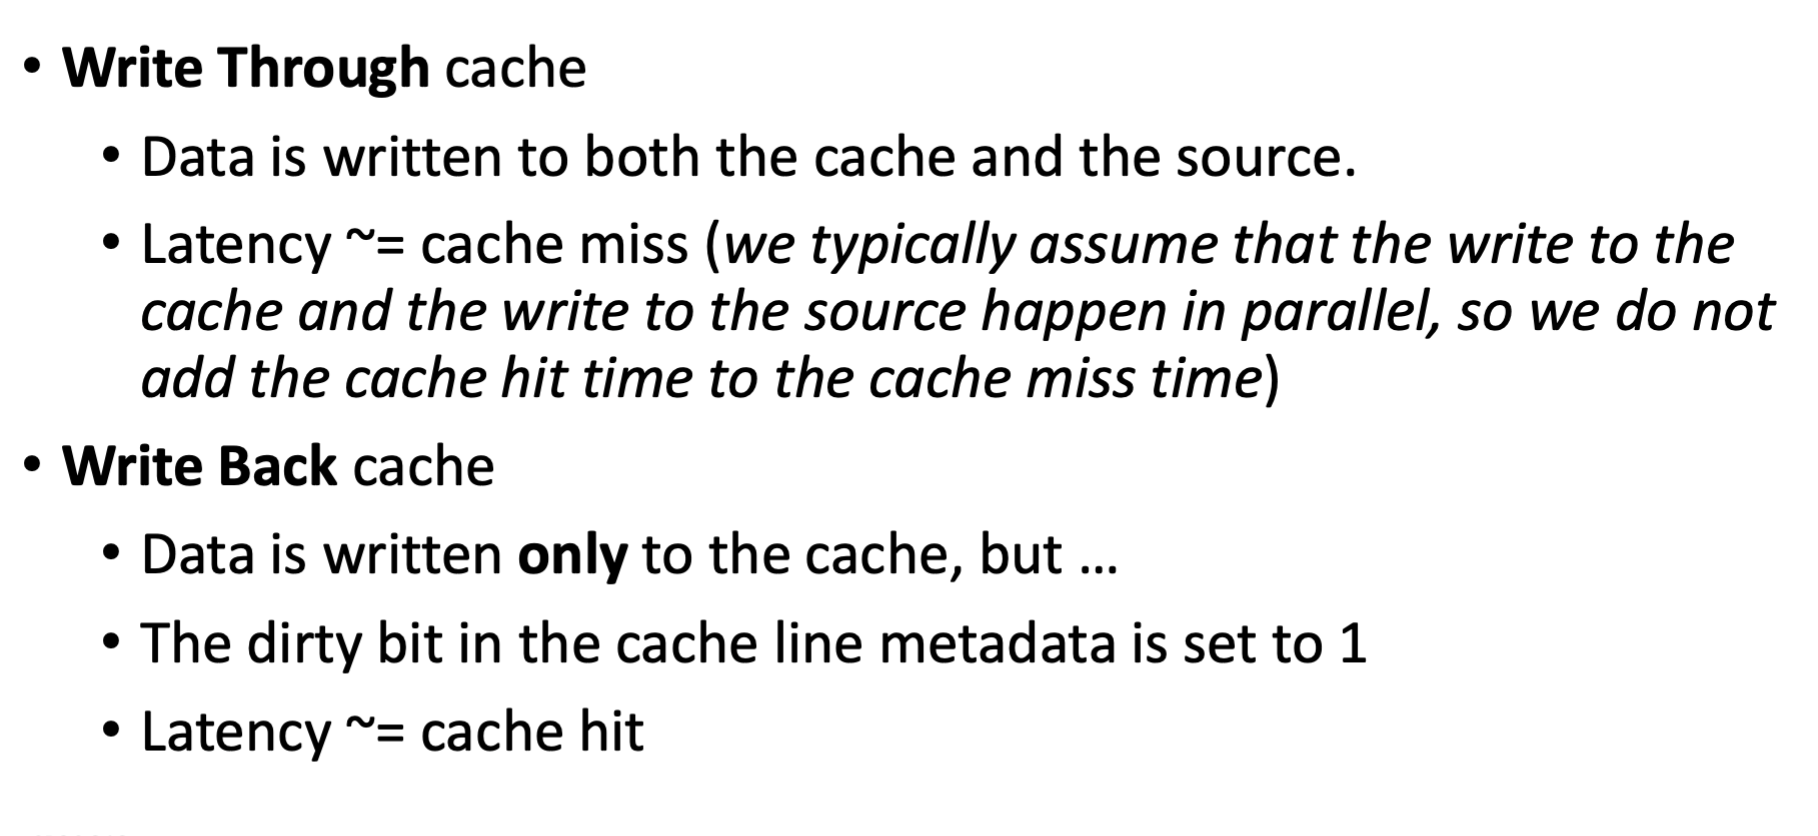 • Write Through cache
• Data is written to both the cache and the source.
• Latency ~= cache miss (we typically assume that the write to the
cache and the write to the source happen in parallel, so we do not
add the cache hit time to the cache miss time)
• Write Back cache
• Data is written only to the cache, but ...
• The dirty bit in the cache line metadata is set to 1
• Latency ~= cache hit